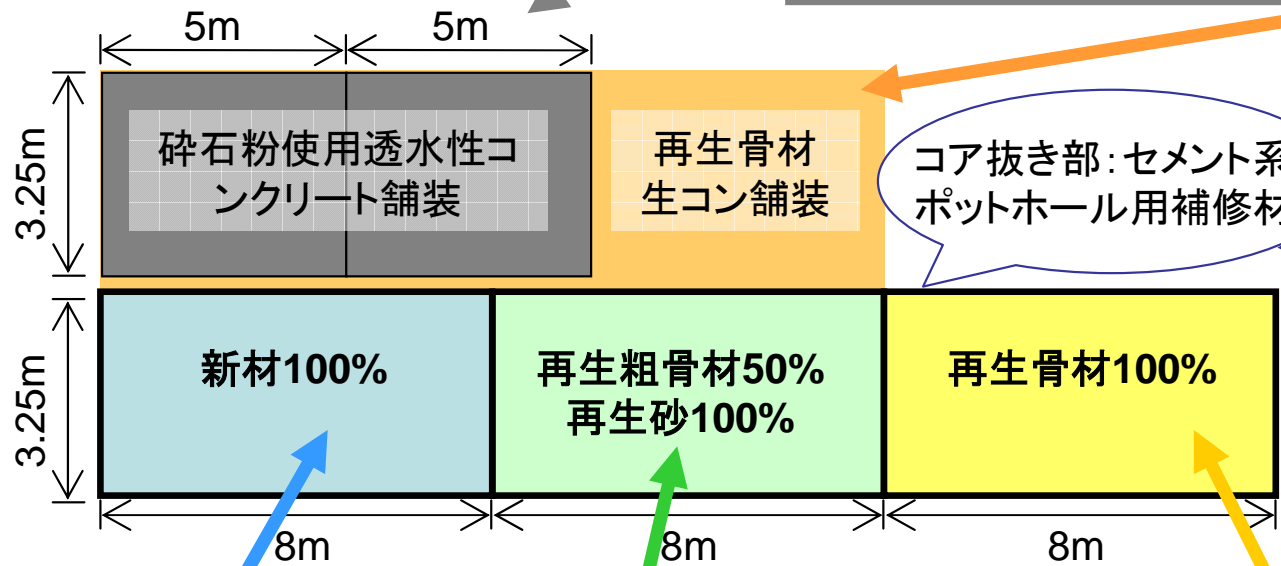 5m
5m
3.25m
砕石粉使用透水性コ
ンクリート舗装
再生骨材
生コン舗装
コア抜き部：セメント系
ポットホール用補修材
3.25m
新材100%
再生粗骨材50%
再生砂100%
再生骨材100%
8m
8m
8m